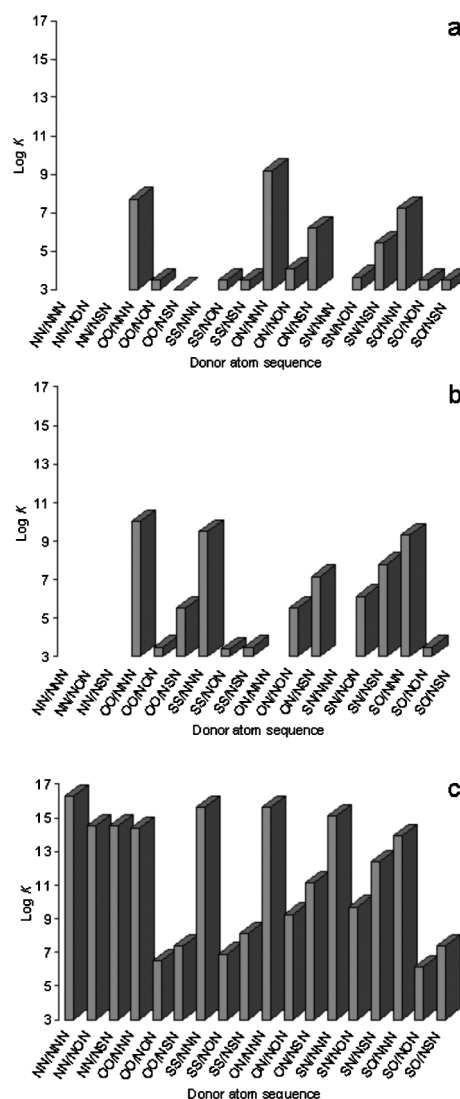 a
17
15
13
11
9
7
5
3
Log K
NN/NNN
NN/NON
NN/NSN
OO/NNN
OO/NON
OO/NSN
SS/NNN
SS/NON
SS/NSN
ON/NNN
ON/NON
ON/NSN
SN/NNN
SN/NON
SN/NSN
SO/NNN
SO/NON
SO/NSN
Donor atom sequence
b
17
15
13
11
9
7
5
3
Log K
NN/NNN
NN/NON
NN/NSN
OO/NNN
OO/NON
OO/NSN
SS/NNN
SS/NON
SS/NSN
ON/NNN
ON/NON
ON/NSN
SN/NNN
SN/NON
SN/NSN
SO/NNN
SO/NON
SO/NSN
Donor atom sequence
c
17
15
13
11
9
7
5
3
Log K
NN/NNN
NN/NON
NN/NSN
OO/NNN
OO/NON
OO/NSN
SS/NNN
SS/NON
SS/NSN
ON/NNN
ON/NON
ON/NSN
SN/NNN
SN/NON
SN/NSN
SO/NNN
SO/NON
SO/NSN
Donor atom sequence